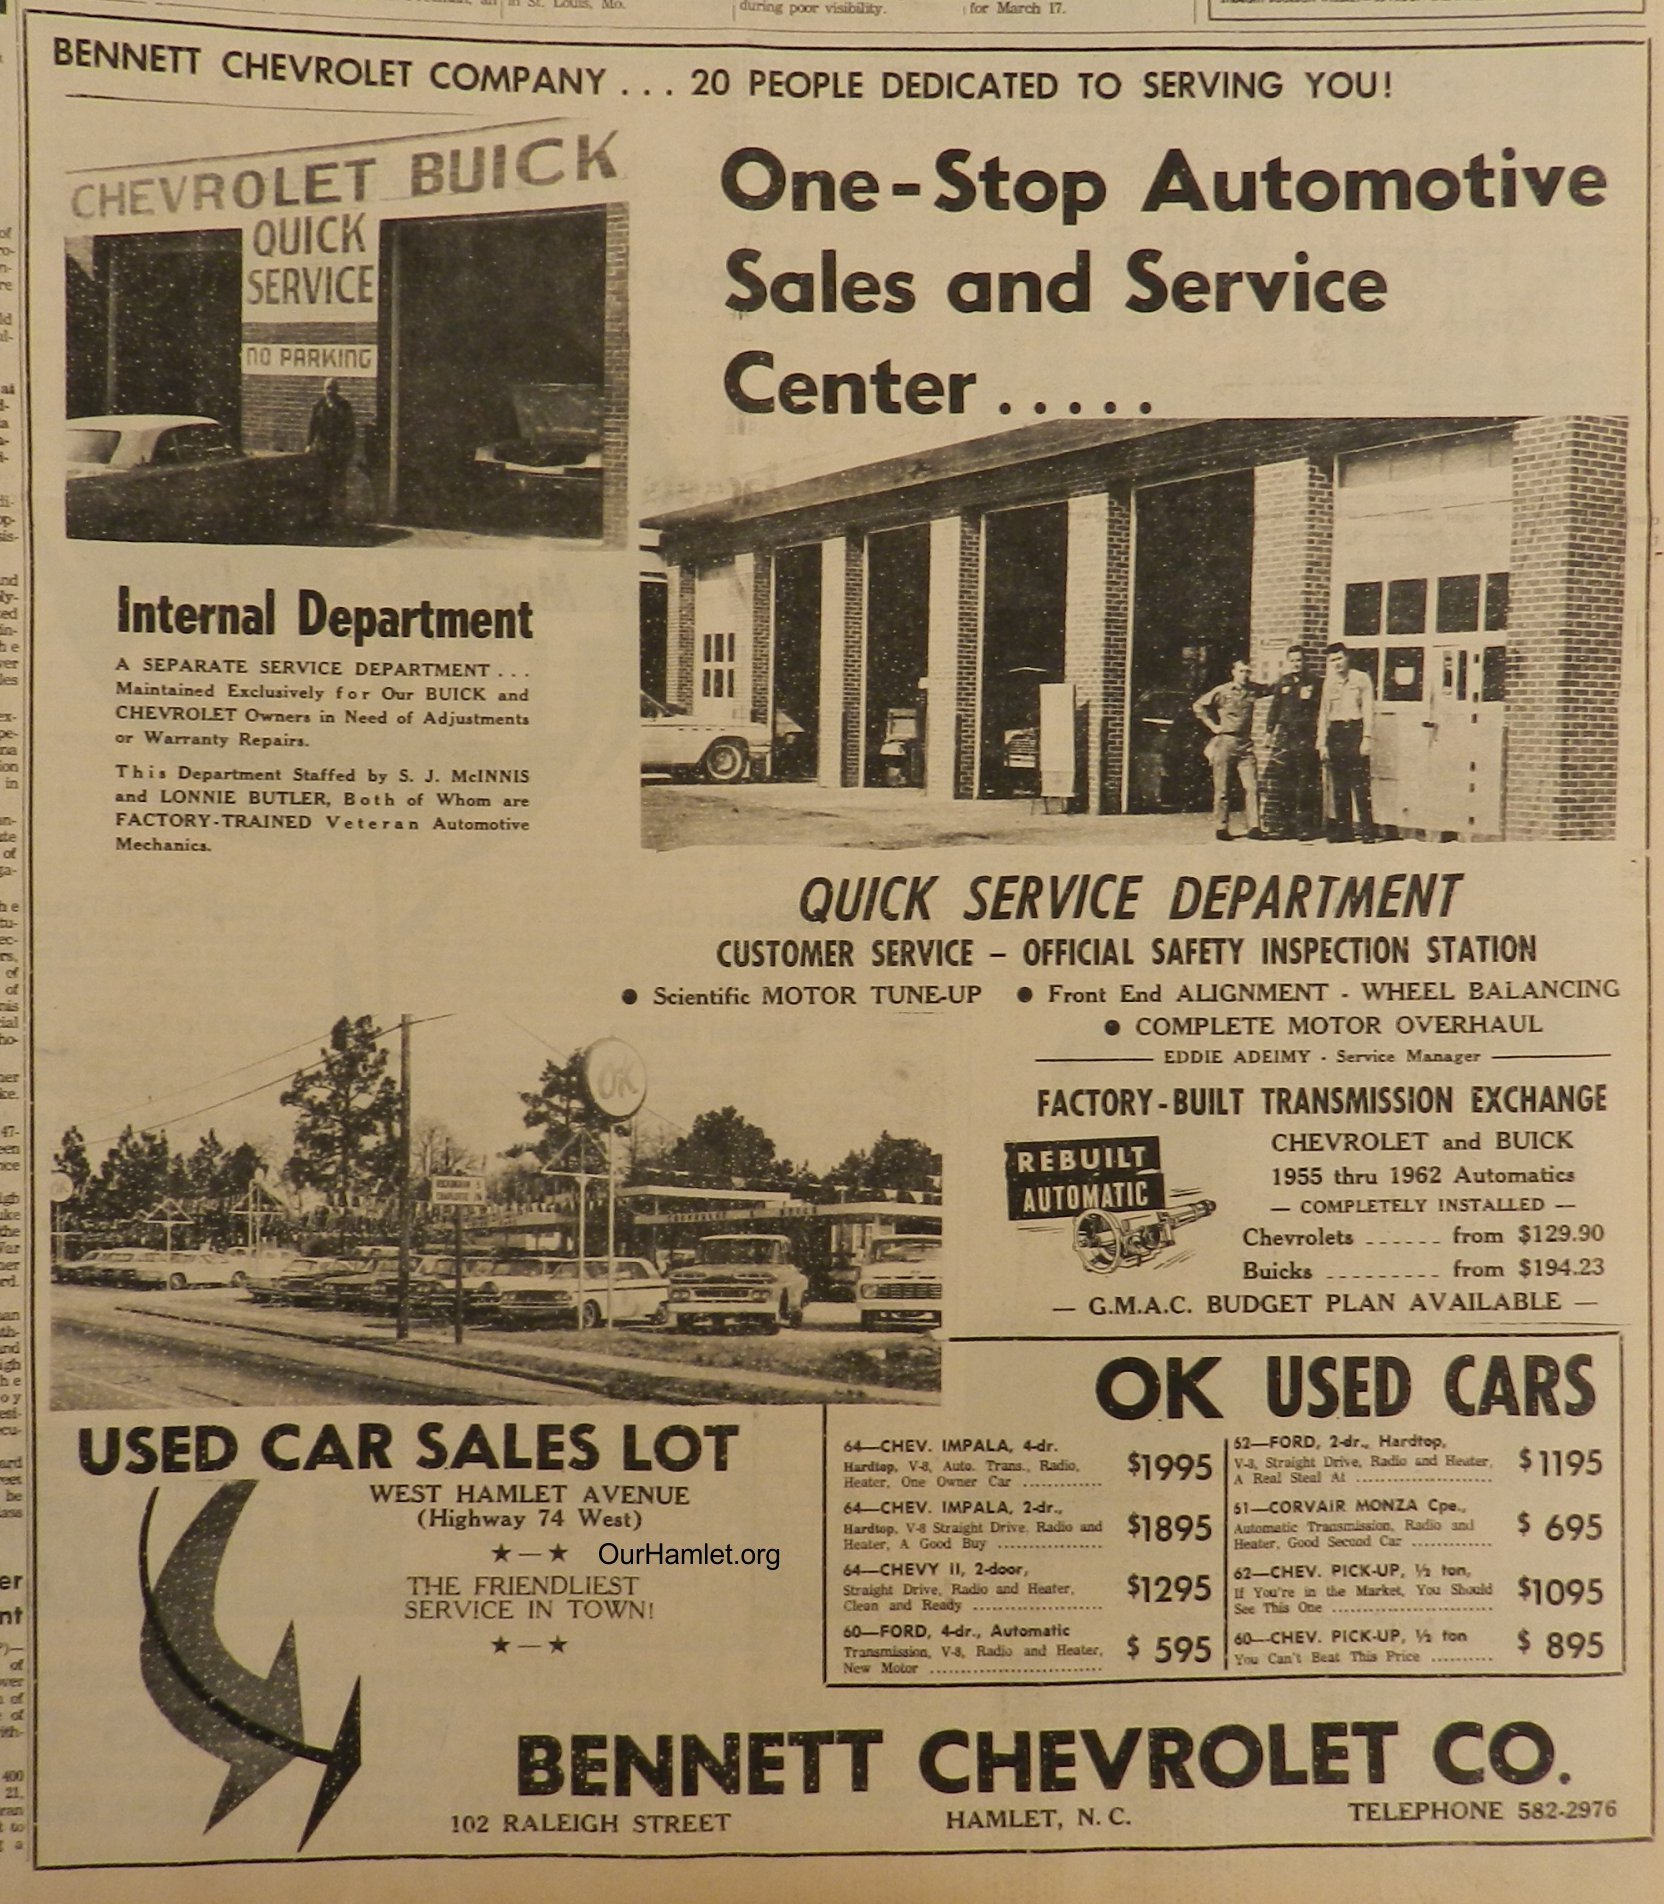 in St. Louis, Mo.
during poor visibility.
for March 17.
BENNETT CHEVROLET COMPANY . . . 20 PEOPLE DEDICATED TO SERVING YOU!
CHEVROLET BUICK
QUICK
SERVICE
NO PARKING
One-Stop Automotive
Sales and Service
Center . . . . .
Internal Department
A SEPARATE SERVICE DEPARTMENT . . .
Maintained Exclusively for Our BUICK and
CHEVROLET Owners in Need of Adjustments
or Warranty Repairs.
This Department Staffed by S. J. McINNIS
and LONNIE BUTLER, Both of Whom are
FACTORY-TRAINED Veteran Automotive
Mechanics.
QUICK SERVICE DEPARTMENT
CUSTOMER SERVICE – OFFICIAL SAFETY INSPECTION STATION
● Scientific MOTOR TUNE-UP ● Front End ALIGNMENT - WHEEL BALANCING
● COMPLETE MOTOR OVERHAUL
EDDIE ADEIMY - Service Manager
FACTORY-BUILT TRANSMISSION EXCHANGE
REBUILT
AUTOMATIC
CHEVROLET and BUICK
1955 thru 1962 Automatics
— COMPLETELY INSTALLED —
Chevrolets ...... from $129.90
Buicks ......... from $194.23
— G.M.A.C. BUDGET PLAN AVAILABLE —
OK
USED CAR SALES LOT
WEST HAMLET AVENUE
(Highway 74 West)
★—★
OurHamlet.org
THE FRIENDLIEST
SERVICE IN TOWN!
★—★
OK USED CARS
64—CHEV. IMPALA, 4-dr.
Hardtop, V-8, Auto. Trans., Radio,
Heater, One Owner Car ............ $1995
64—CHEV. IMPALA, 2-dr.,
Hardtop, V-8 Straight Drive, Radio and
Heater, A Good Buy ................ $1895
64—CHEVY II, 2-door,
Straight Drive, Radio and Heater,
Clean and Ready .................... $1295
60—FORD, 4-dr., Automatic
Transmission, V-8, Radio and Heater,
New Motor .......................... $ 595
62—FORD, 2-dr., Hardtop,
V-8, Straight Drive, Radio and Heater,
A Real Steal At ..................... $1195
61—CORVAIR MONZA Cpe.,
Automatic Transmission, Radio and
Heater, Good Second Car ............ $ 695
62—CHEV. PICK-UP, ½ ton,
If You're in the Market, You Should
See This One ......................... $1095
60—CHEV. PICK-UP, ½ ton
You Can't Beat This Price .......... $ 895
BENNETT CHEVROLET CO.
102 RALEIGH STREET HAMLET, N. C. TELEPHONE 582-2976